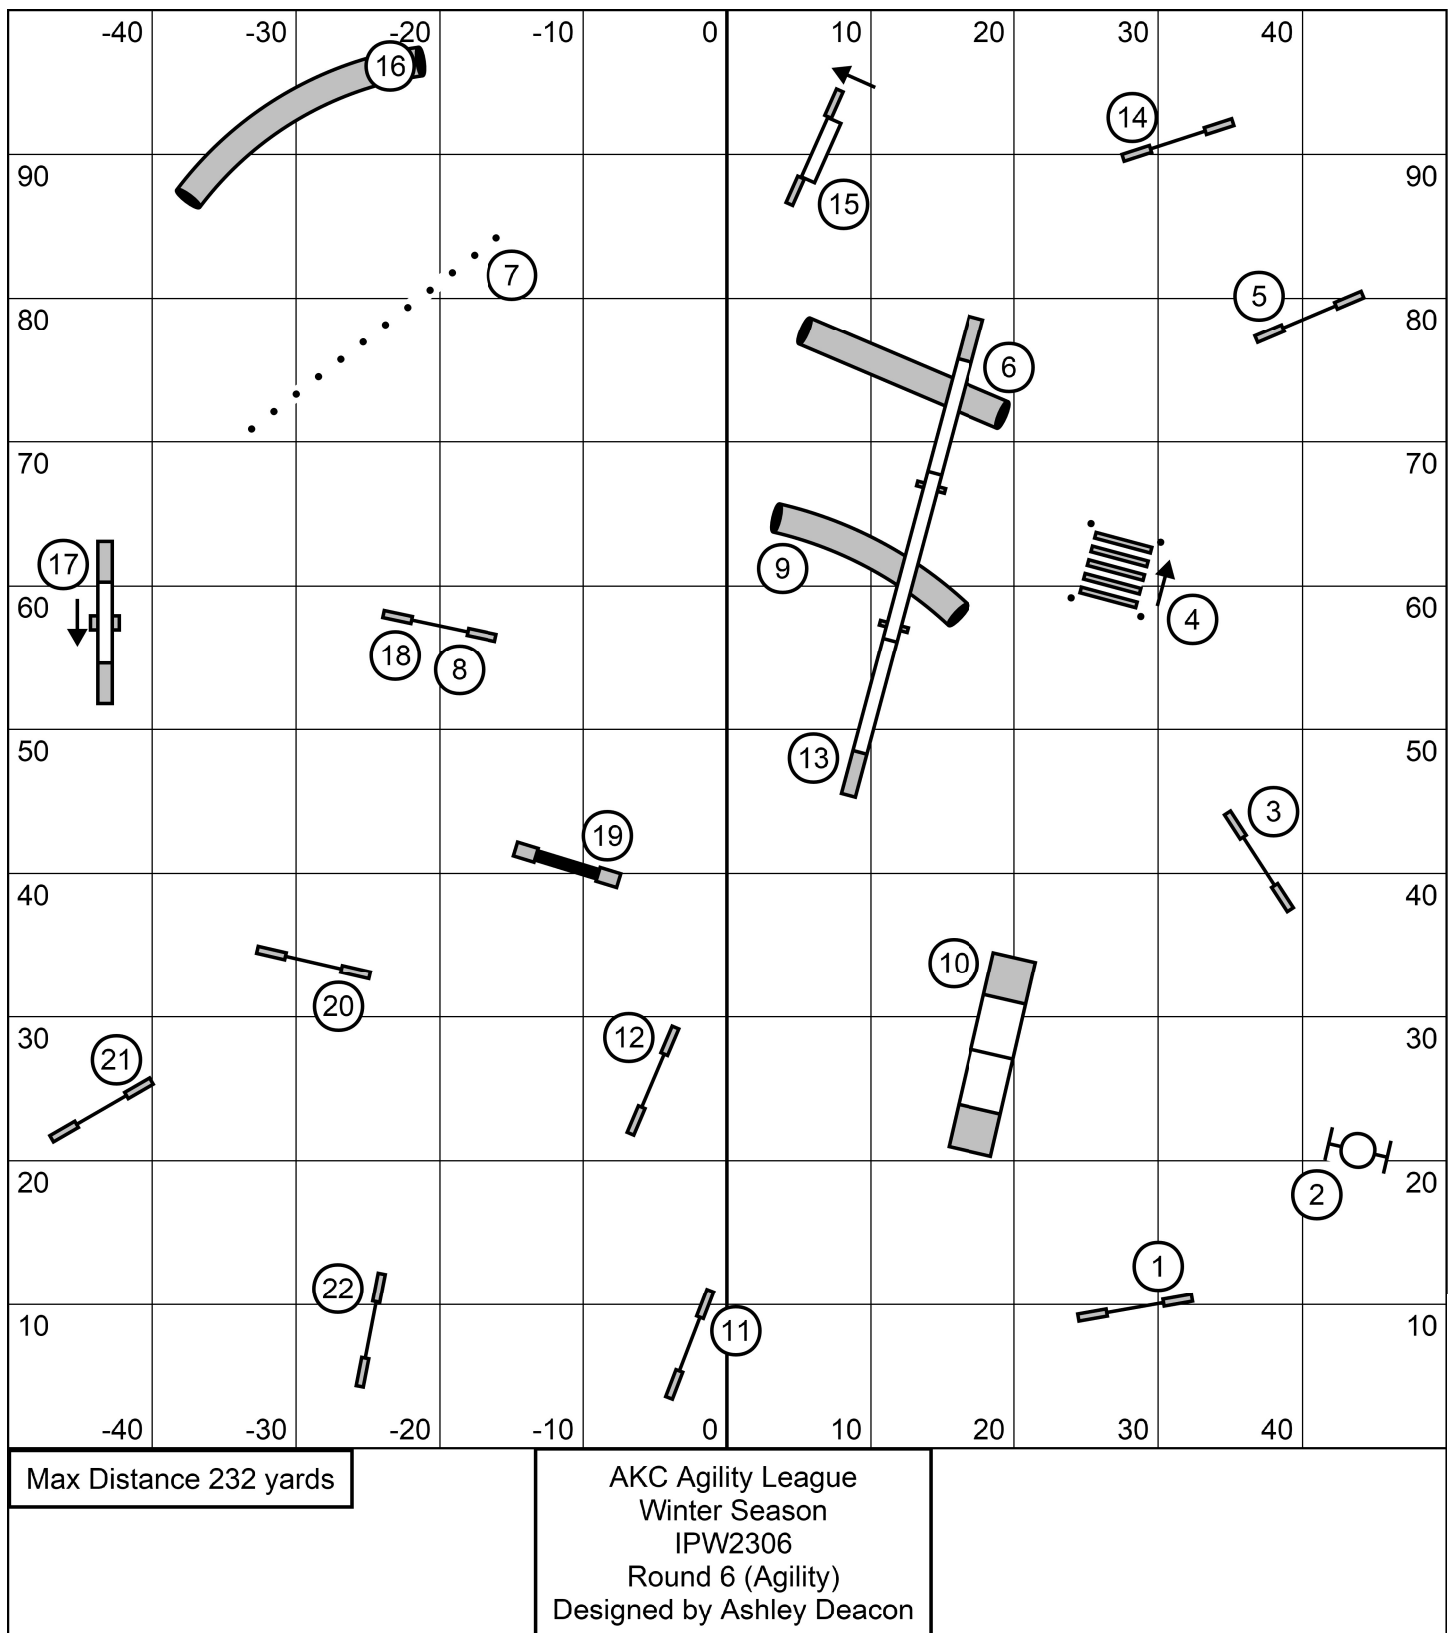 -40 -30 -20 -10 0 10 20 30 40
16
14
90 15 90
7
5
80 80
6
70 70
17 9
60 4 60
18 8
50 13 50
3
19
40 40
10
20
30 12 30
21
20 2 20
1
22
10 11 10
-40 -30 -20 -10 0 10 20 30 40
Max Distance 232 yards
AKC Agility League
Winter Season
IPW2306
Round 6 (Agility)
Designed by Ashley Deacon